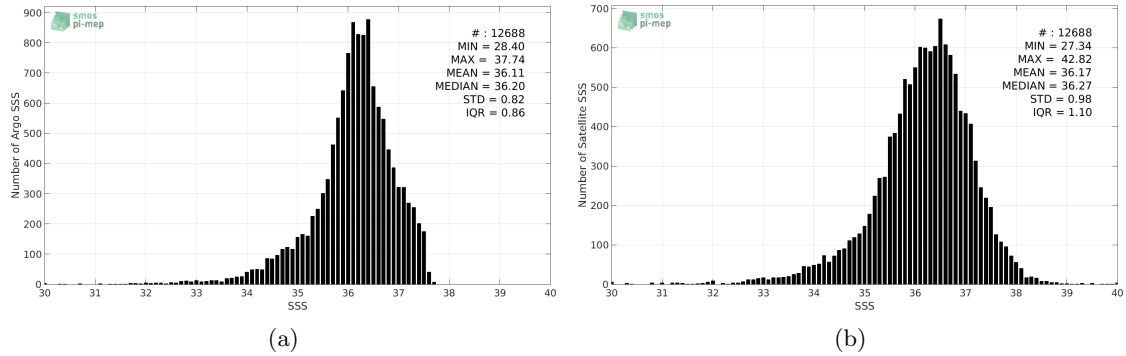 smos
pi-mep
# : 12688
MIN = 28.40
MAX = 37.74
MEAN = 36.11
MEDIAN = 36.20
STD = 0.82
IQR = 0.86
Number of Argo SSS
900
800
700
600
500
400
300
200
100
0
30 31 32 33 34 35 36 37 38 39 40
SSS
(a)
smos
pi-mep
# : 12688
MIN = 27.34
MAX = 42.82
MEAN = 36.17
MEDIAN = 36.27
STD = 0.98
IQR = 1.10
Number of Satellite SSS
700
600
500
400
300
200
100
0
30 31 32 33 34 35 36 37 38 39 40
SSS
(b)